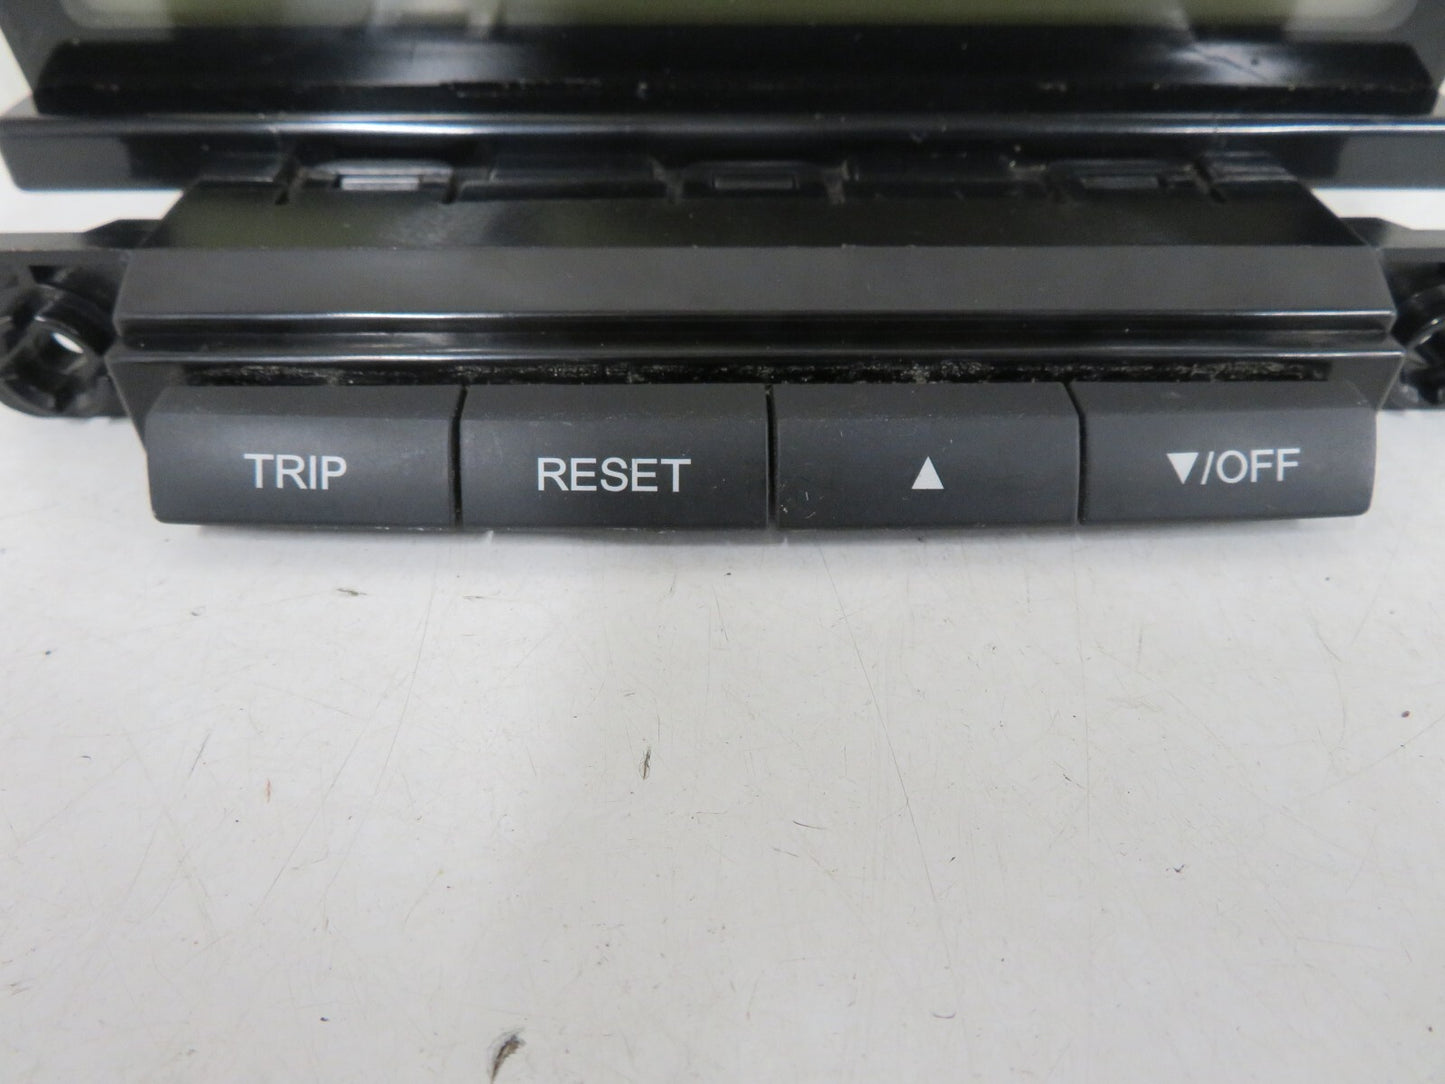 TRIP RESET ▲ ▼/OFF